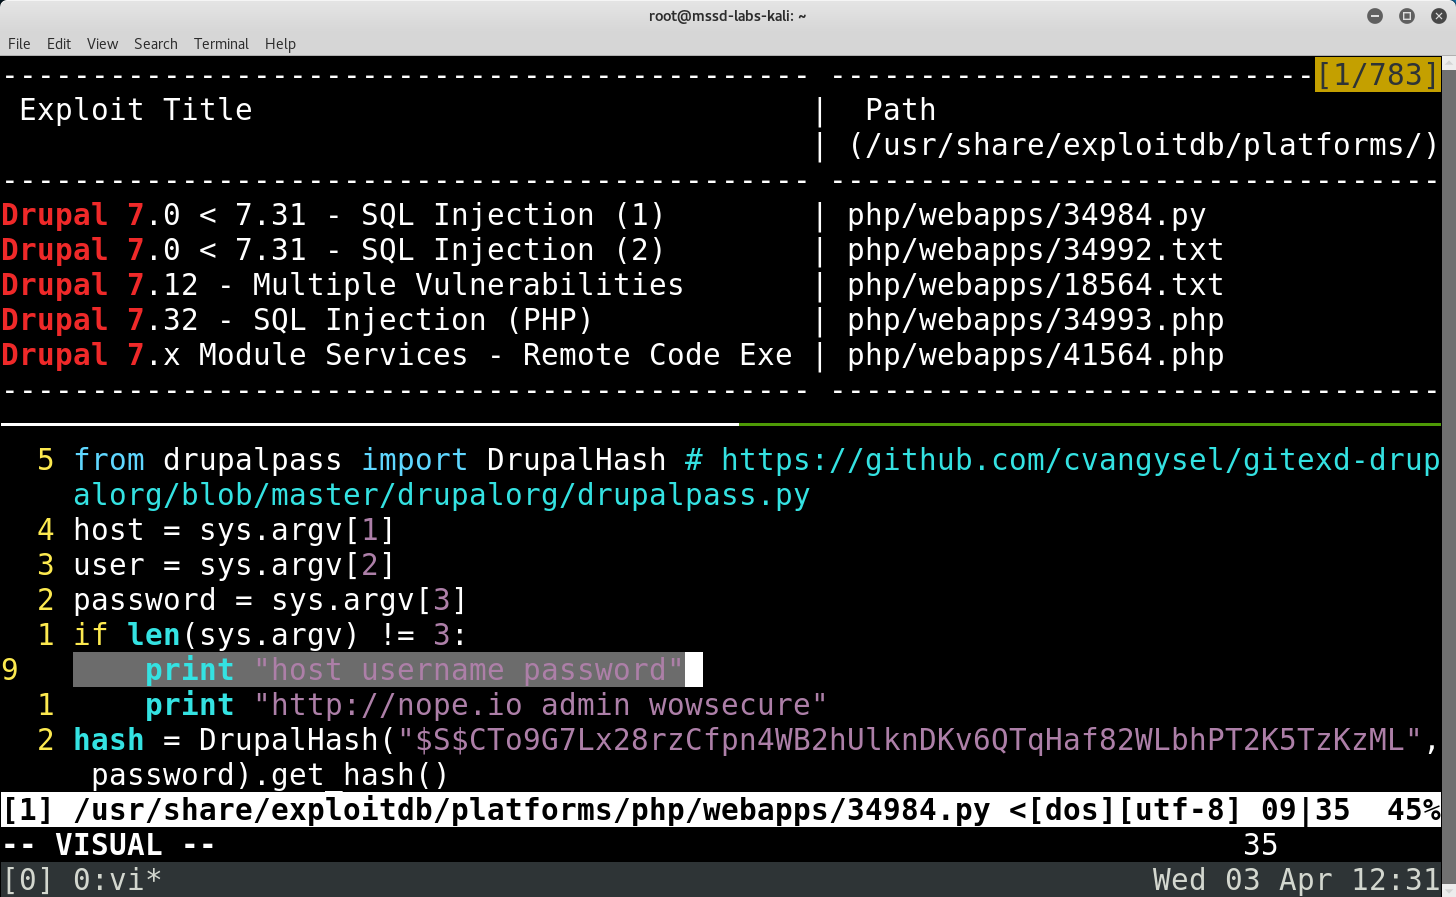 root@mssd-labs-kali: ~
File Edit View Search Terminal Help
--------------------------------------------- ---------------------------[1/783]
 Exploit Title                               |  Path
                                             | (/usr/share/exploitdb/platforms/)
--------------------------------------------- ----------------------------------
Drupal 7.0 < 7.31 - SQL Injection (1)        | php/webapps/34984.py
Drupal 7.0 < 7.31 - SQL Injection (2)        | php/webapps/34992.txt
Drupal 7.12 - Multiple Vulnerabilities       | php/webapps/18564.txt
Drupal 7.32 - SQL Injection (PHP)            | php/webapps/34993.php
Drupal 7.x Module Services - Remote Code Exe | php/webapps/41564.php
--------------------------------------------- ----------------------------------
  5 from drupalpass import DrupalHash # https://github.com/cvangysel/gitexd-drup
    alorg/blob/master/drupalorg/drupalpass.py
  4 host = sys.argv[1]
  3 user = sys.argv[2]
  2 password = sys.argv[3]
  1 if len(sys.argv) != 3:
9       print "host username password"
  1     print "http://nope.io admin wowsecure"
  2 hash = DrupalHash("$S$CTo9G7Lx28rzCfpn4WB2hUlknDKv6QTqHaf82WLbhPT2K5TzKzML",
     password).get_hash()
[1] /usr/share/exploitdb/platforms/php/webapps/34984.py <[dos][utf-8] 09|35  45%
-- VISUAL --                                                         35
[0] 0:vi*                                                       Wed 03 Apr 12:31